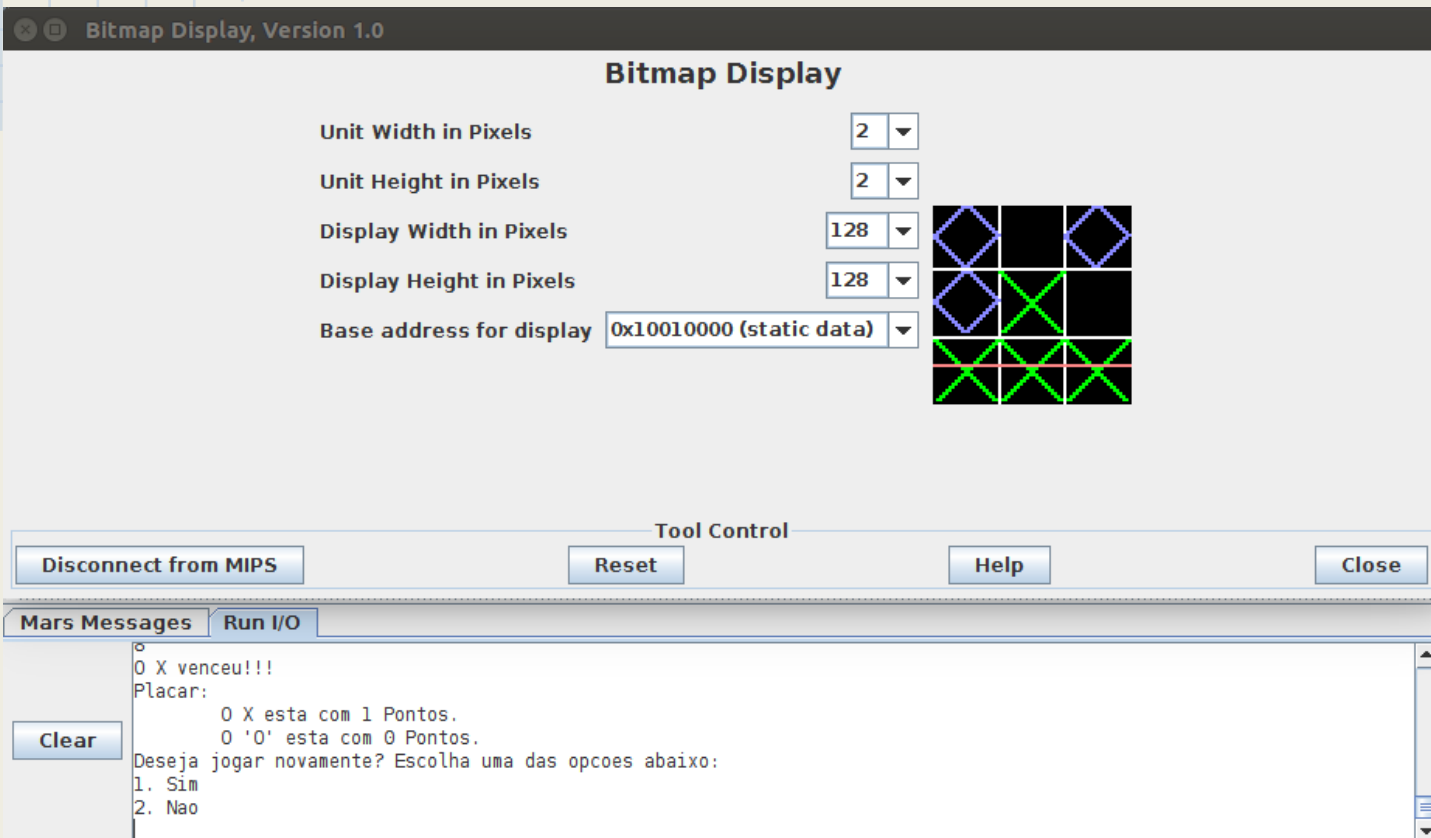 Bitmap Display, Version 1.0
Bitmap Display
Unit Width in Pixels 2
Unit Height in Pixels 2
Display Width in Pixels 128
Display Height in Pixels 128
Base address for display 0x10010000 (static data)
Tool Control
Disconnect from MIPS Reset Help Close
Mars Messages Run I/O
Clear
O X venceu!!!
Placar:
O X esta com 1 Pontos.
O 'O' esta com 0 Pontos.
Deseja jogar novamente? Escolha uma das opcoes abaixo:
1. Sim
2. Nao